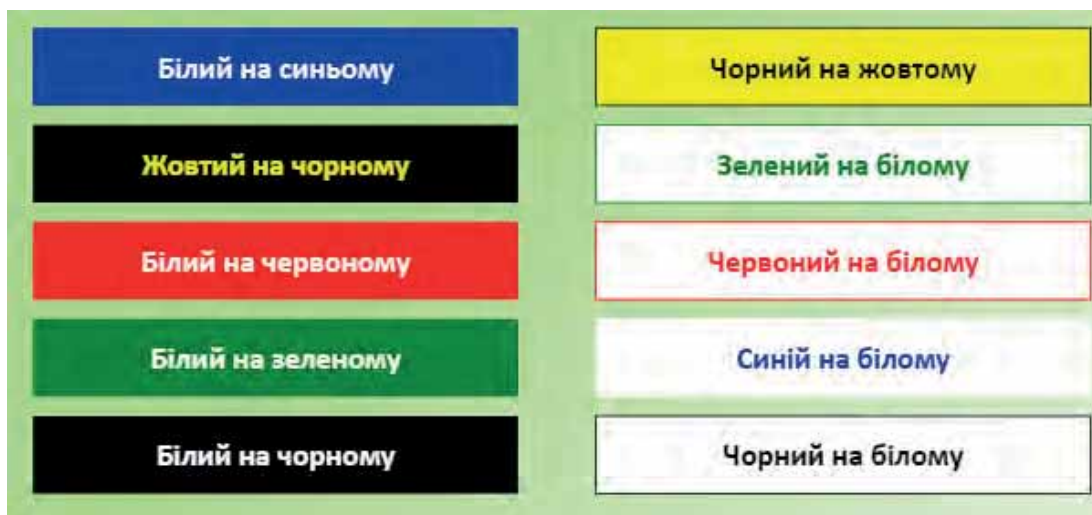 Білий на синьому
Жовтий на чорному
Білий на червоному
Білий на зеленому
Білий на чорному
Чорний на жовтому
Зелений на білому
Червоний на білому
Синій на білому
Чорний на білому